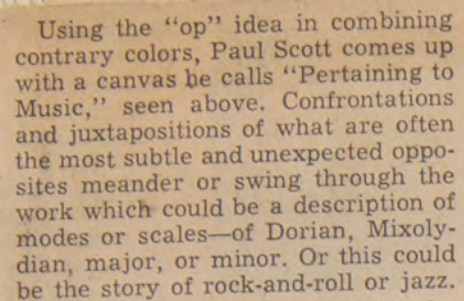 Using the “op” idea in combining
contrary colors, Paul Scott comes up
with a canvas he calls “Pertaining to
Music,” seen above. Confrontations
and juxtapositions of what are often
the most subtle and unexpected oppo-
sites meander or swing through the
work which could be a description of
modes or scales—of Dorian, Mixoly-
dian, major, or minor. Or this could
be the story of rock-and-roll or jazz.